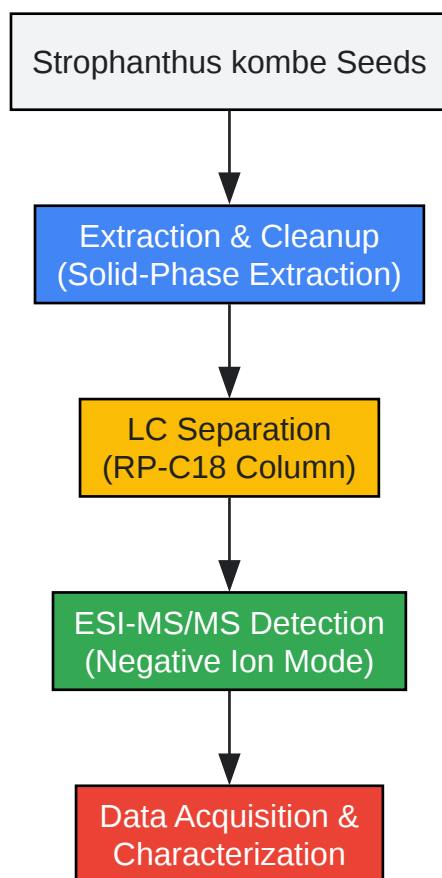 Strophanthus kombe Seeds
Extraction & Cleanup
(Solid-Phase Extraction)
LC Separation
(RP-C18 Column)
ESI-MS/MS Detection
(Negative Ion Mode)
Data Acquisition &
Characterization